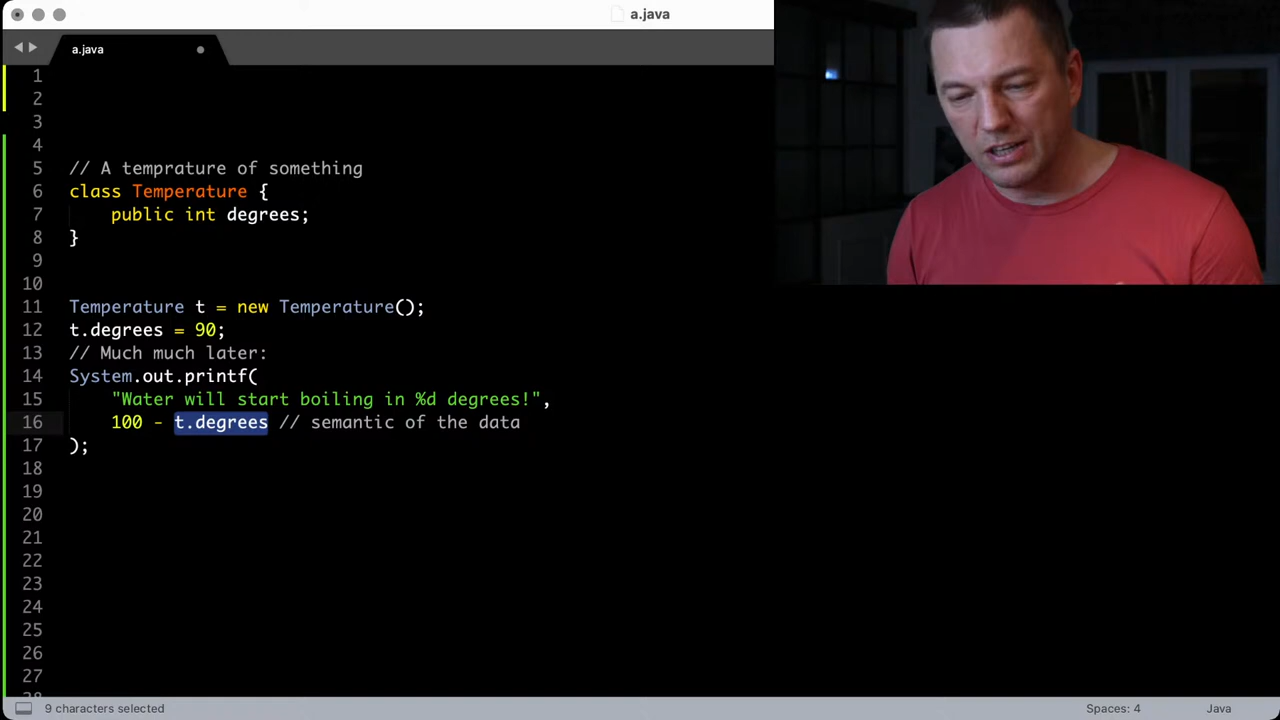 a.java
a.java
1
2
3
4
5 // A temprature of something
6 class Temperature {
7 public int degrees;
8 }
9
10
11 Temperature t = new Temperature();
12 t.degrees = 90;
13 // Much much later:
14 System.out.printf(
15 "Water will start boiling in %d degrees!",
16 100 - t.degrees // semantic of the data
17 );
18
19
20
21
22
23
24
25
26
27
28
9 characters selected Spaces: 4 Java